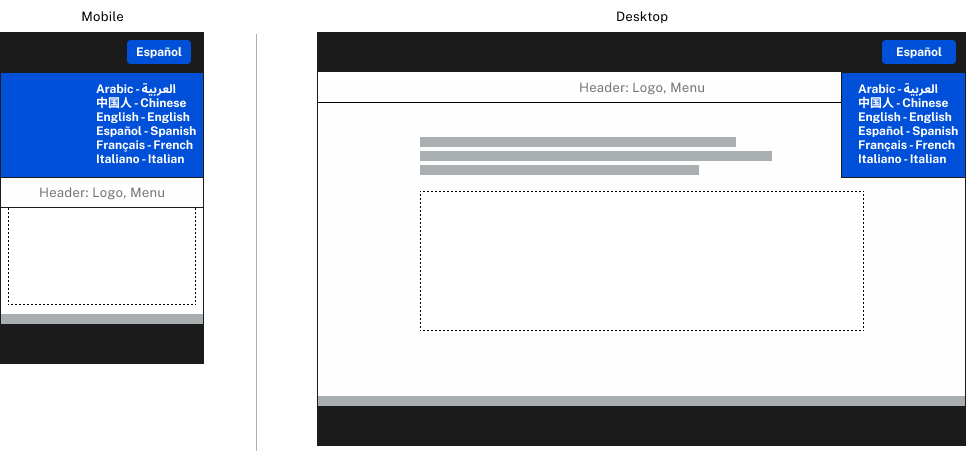 Mobile
Español
Arabic - العربية
中国人 - Chinese
English - English
Español - Spanish
Français - French
Italiano - Italian
Header: Logo, Menu
Desktop
Español
Header: Logo, Menu
Arabic - العربية
中国人 - Chinese
English - English
Español - Spanish
Français - French
Italiano - Italian